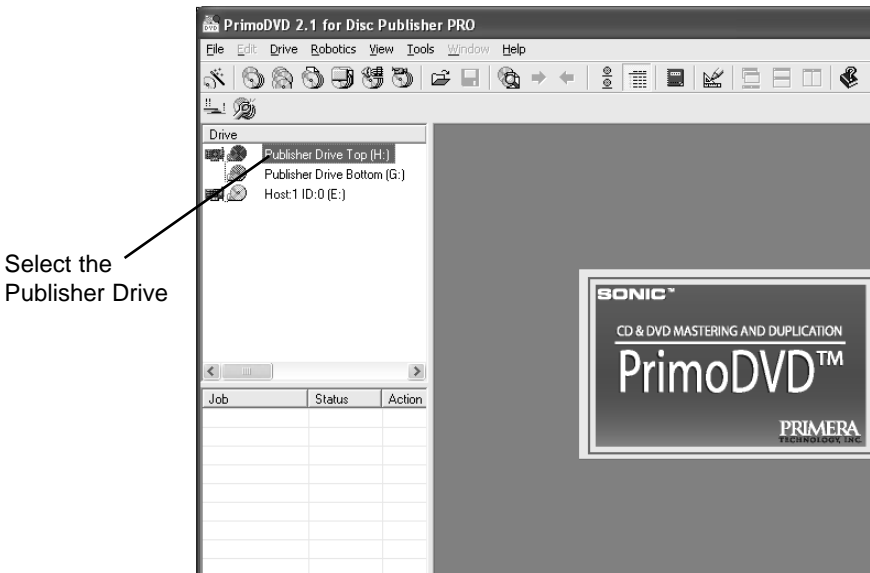 PrimoDVD 2.1 for Disc Publisher PRO
File Edit Drive Robotics View Tools Window Help
Drive
Publisher Drive Top (H:)
Publisher Drive Bottom (G:)
Host:1 ID:0 (E:)
Select the
Publisher Drive
SONIC™
CD & DVD MASTERING AND DUPLICATION
PrimoDVD™
PRIMERA
TECHNOLOGY, INC.
Job Status Action